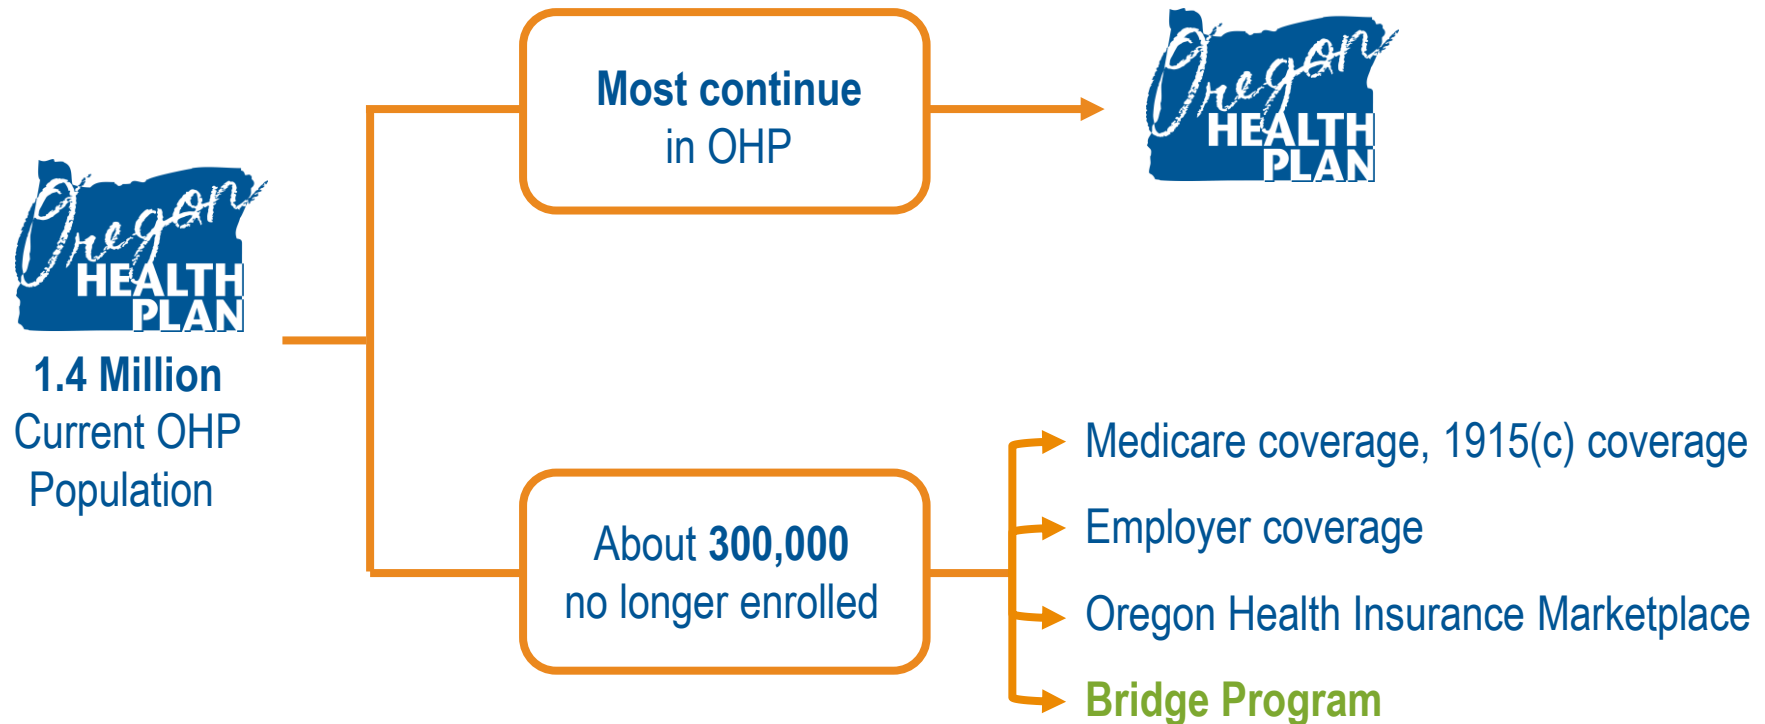 Oregon
HEALTH
PLAN
1.4 Million
Current OHP
Population
Most continue
in OHP
Oregon
HEALTH
PLAN
About 300,000
no longer enrolled
Medicare coverage, 1915(c) coverage
Employer coverage
Oregon Health Insurance Marketplace
Bridge Program